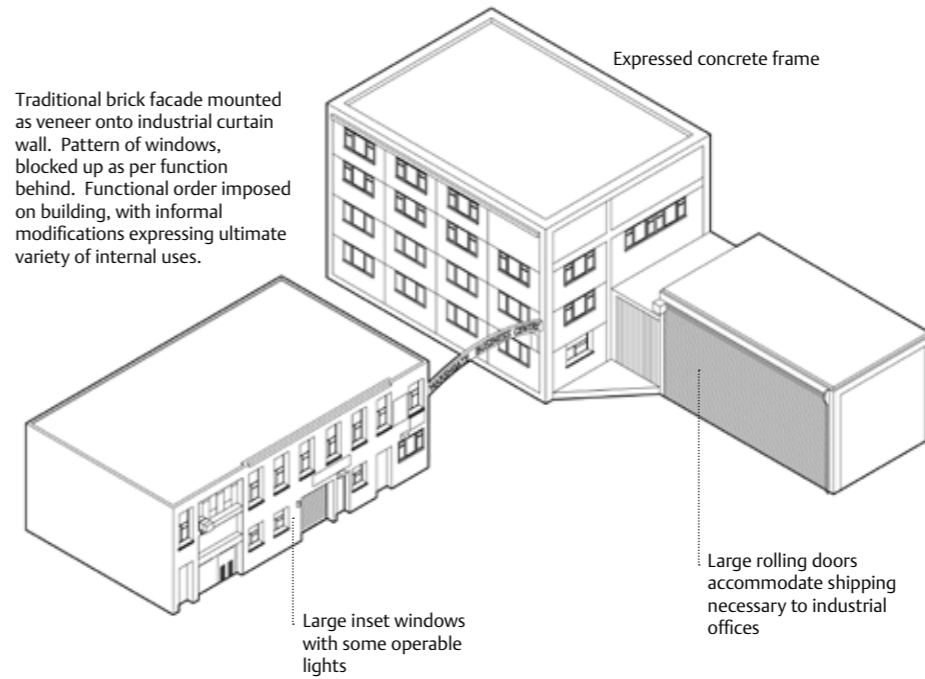 Expressed concrete frame
Traditional brick facade mounted
as veneer onto industrial curtain
wall.  Pattern of windows,
blocked up as per function
behind.  Functional order imposed
on building, with informal
modifications expressing ultimate
variety of internal uses.
BUSINESS CENTRE
Large rolling doors
accommodate shipping
necessary to industrial
offices
Large inset windows
with some operable
lights